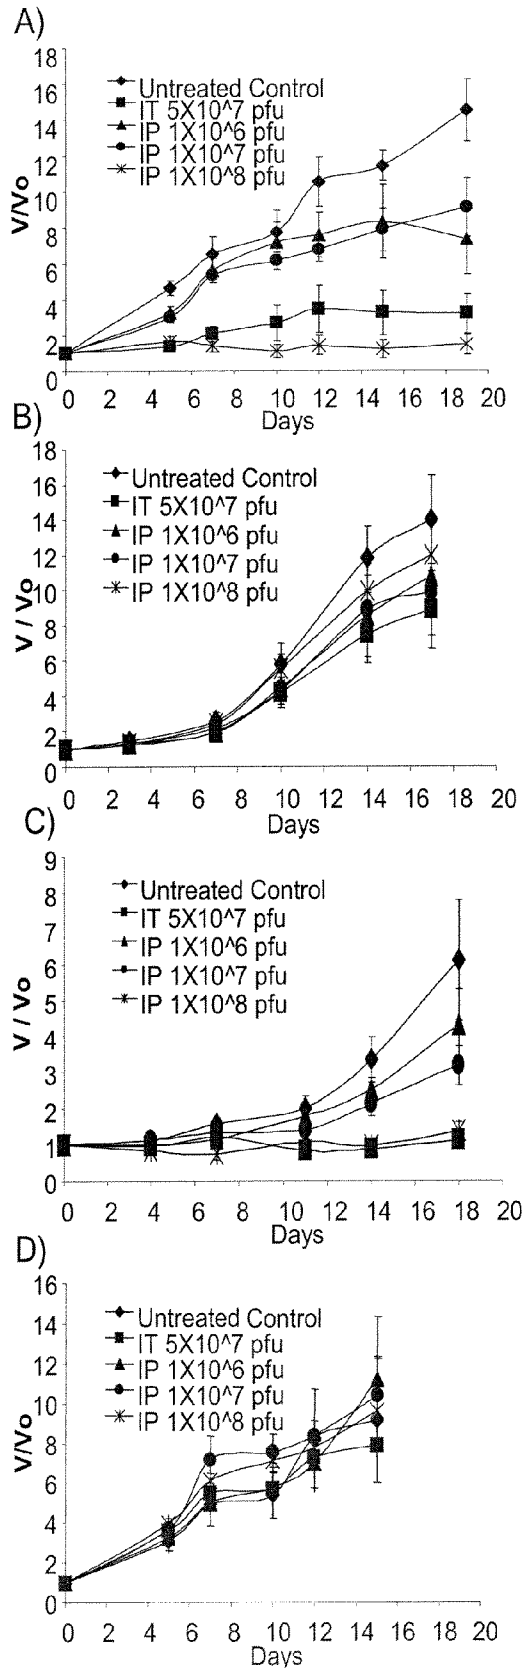 A)
18
16
14
12
10
8
6
4
2
0
V/Vo
Untreated Control
IT 5X10^7 pfu
IP 1X10^6 pfu
IP 1X10^7 pfu
IP 1X10^8 pfu
0 2 4 6 8 10 12 14 16 18 20
Days
B)
18
16
14
12
10
8
6
4
2
0
V / Vo
Untreated Control
IT 5X10^7 pfu
IP 1X10^6 pfu
IP 1X10^7 pfu
IP 1X10^8 pfu
0 2 4 6 8 10 12 14 16 18 20
Days
C)
9
8
7
6
5
4
3
2
1
0
V / Vo
Untreated Control
IT 5X10^7 pfu
IP 1X10^6 pfu
IP 1X10^7 pfu
IP 1X10^8 pfu
0 2 4 6 8 10 12 14 16 18 20
Days
D)
16
14
12
10
8
6
4
2
0
V/Vo
Untreated Control
IT 5X10^7 pfu
IP 1X10^6 pfu
IP 1X10^7 pfu
IP 1X10^8 pfu
0 2 4 6 8 10 12 14 16 18 20
Days